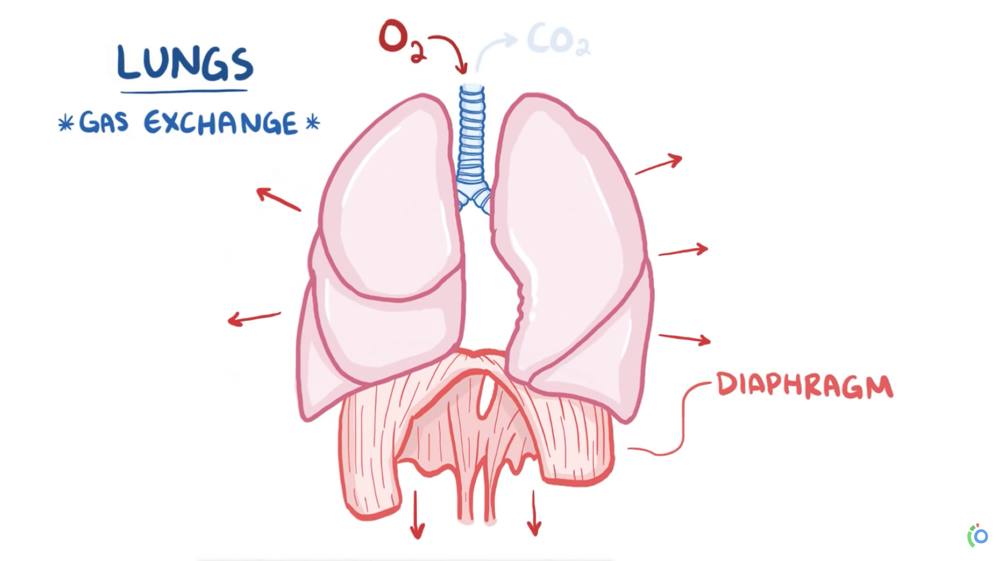 LUNGS
*GAS EXCHANGE*
O₂
CO₂
DIAPHRAGM